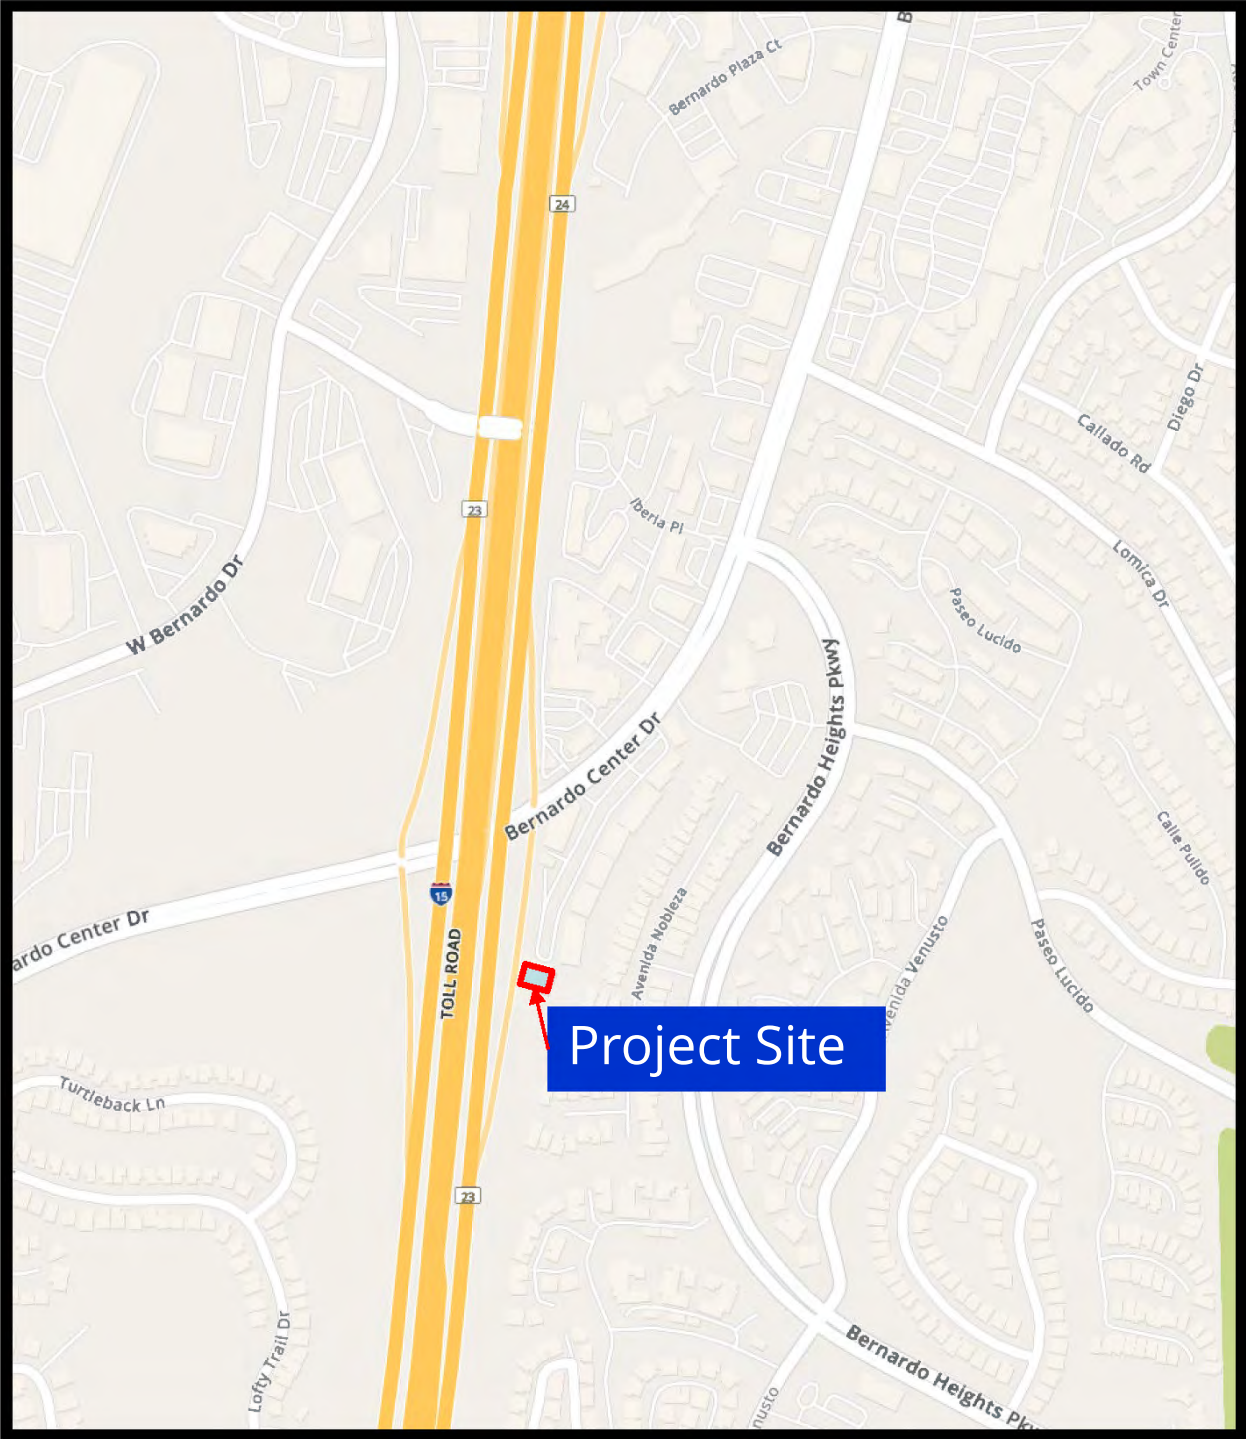 B
Town Center
Bernardo Plaza Ct
24
Diego Dr
Callado Rd
23
Iberia Pl
Lomica Dr
W Bernardo Dr
Paseo Lucido
Bernardo Heights Pkwy
Bernardo Center Dr
Calle Pulido
15
Avenida Nobleza
ardo Center Dr
TOLL ROAD
Avenida Venusto
Paseo Lucido
Project Site
Turtleback Ln
23
Lofty Trail Dr
Bernardo Heights Pkw
nusto